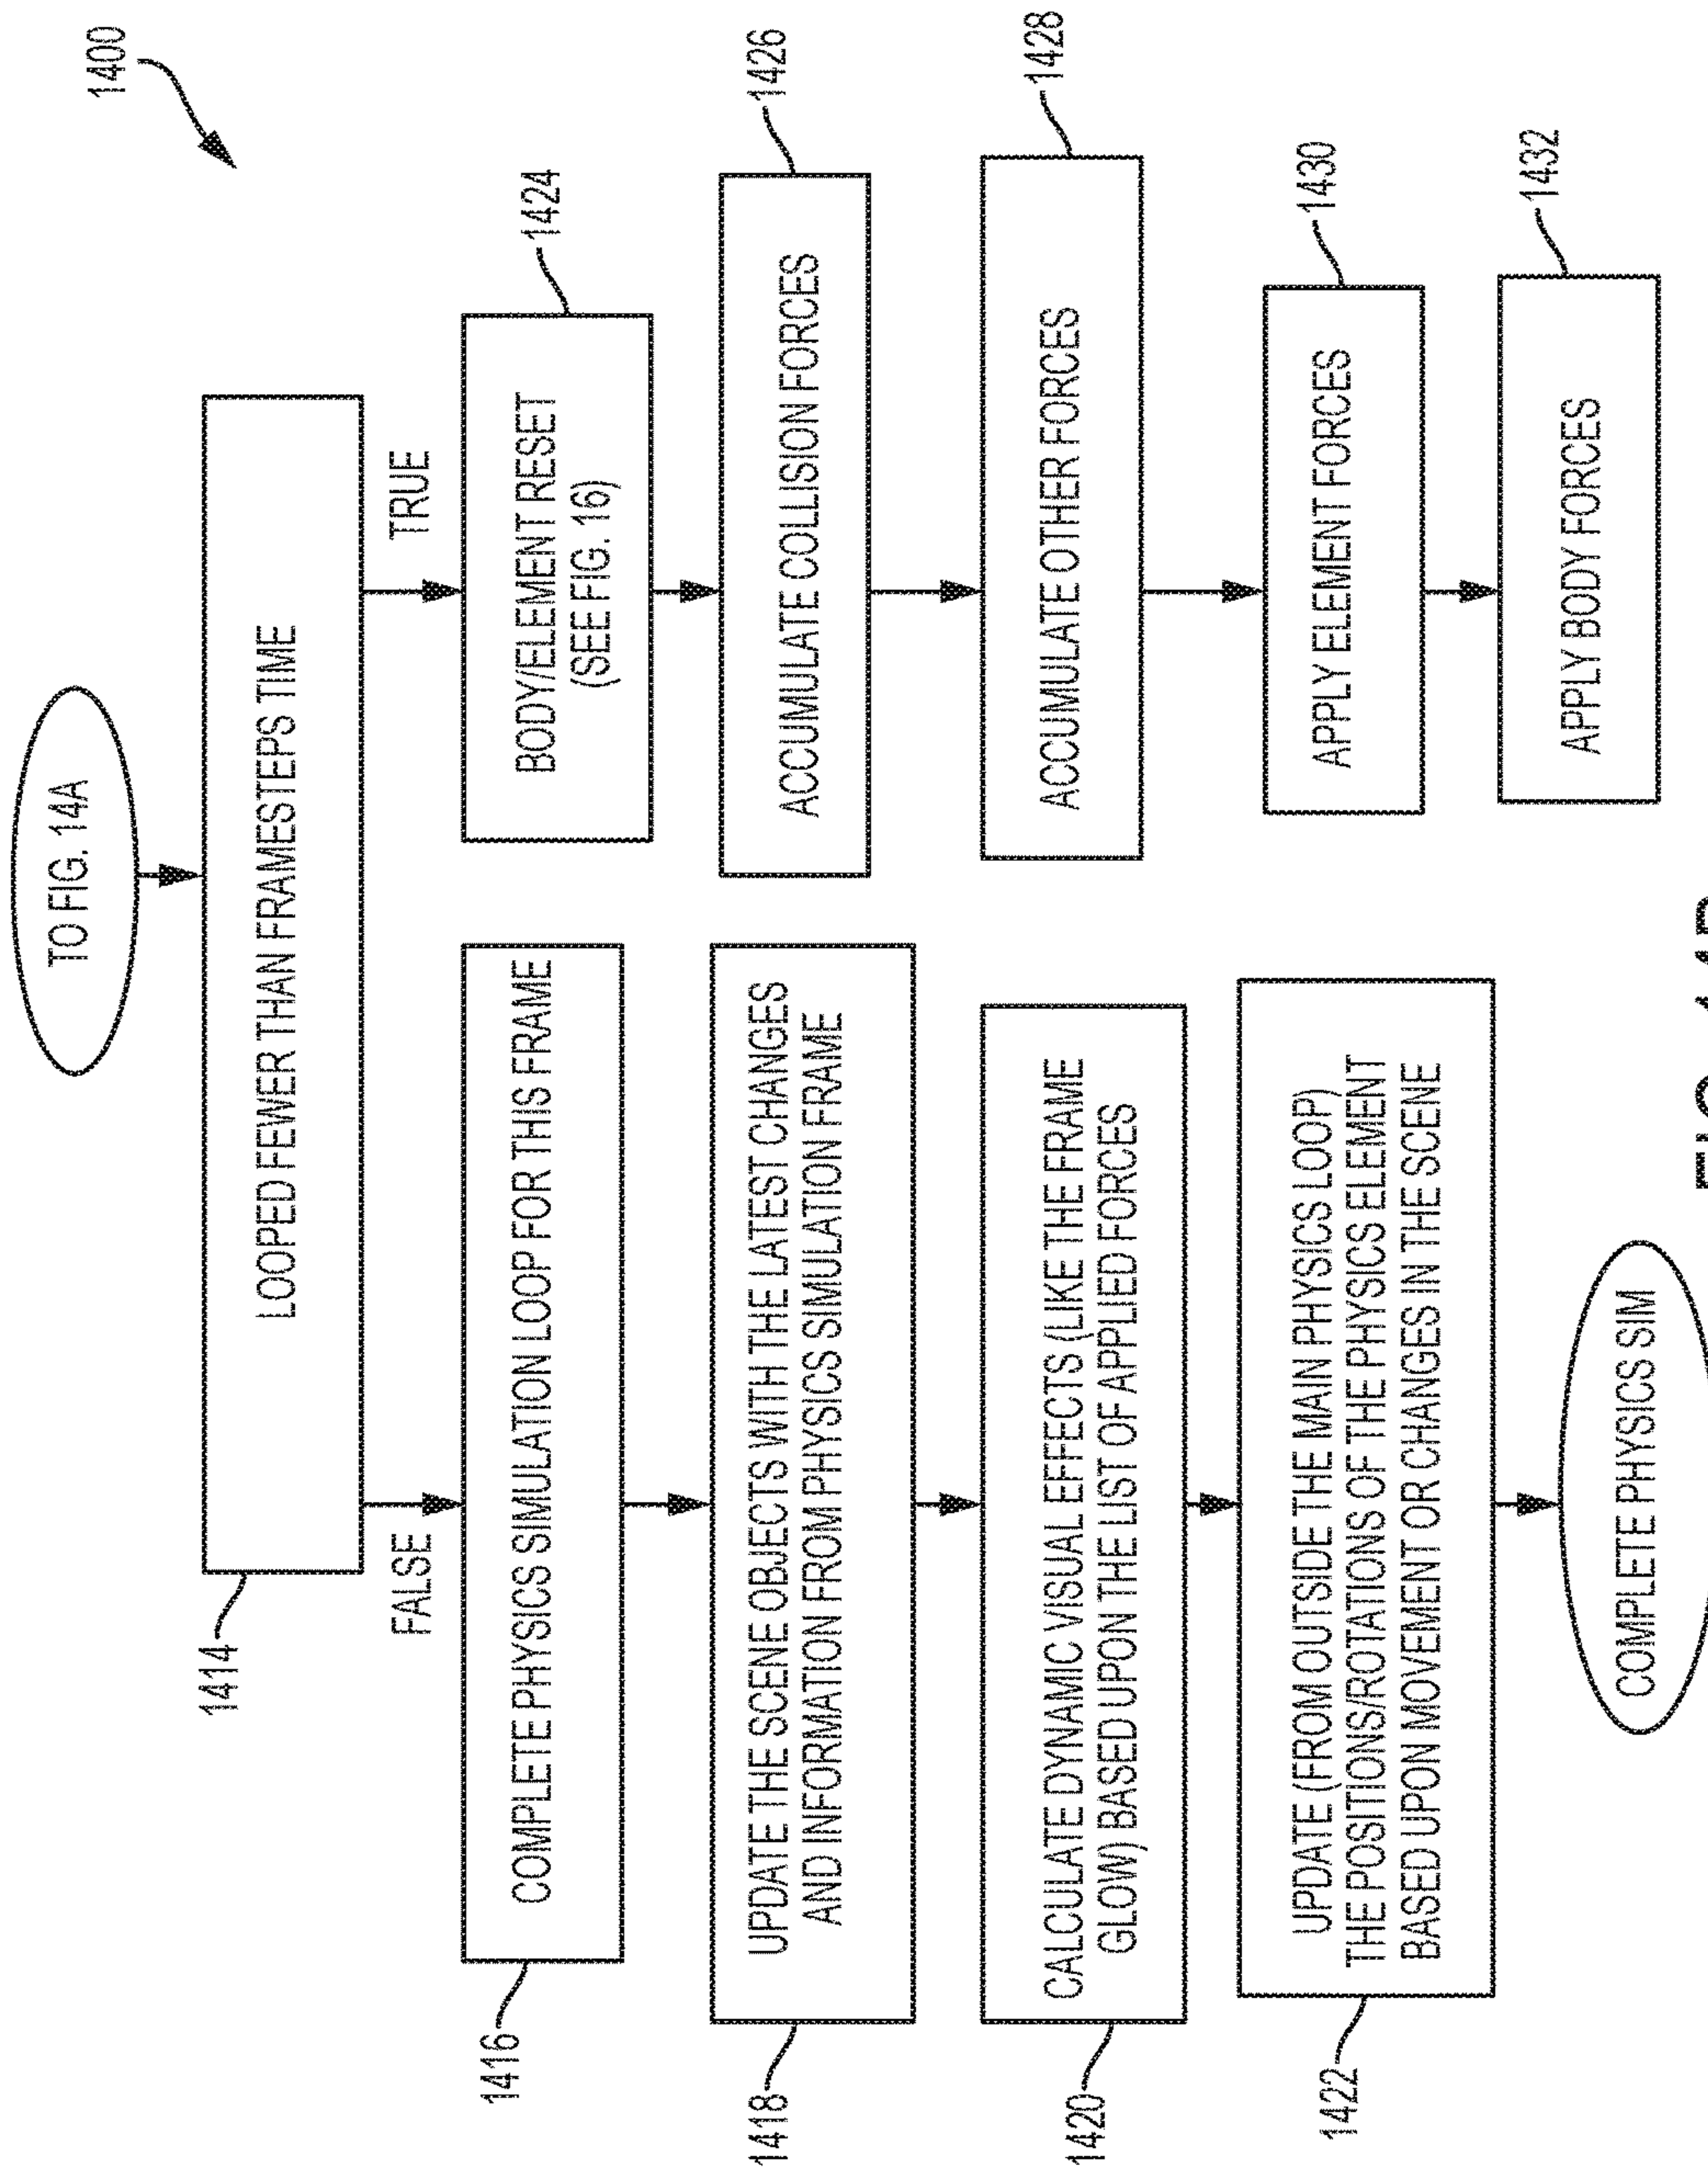 1400
TO FIG. 14A
LOOPED FEWER THAN FRAMESTEPS TIME
1414
FALSE
TRUE
COMPLETE PHYSICS SIMULATION LOOP FOR THIS FRAME
1416
UPDATE THE SCENE OBJECTS WITH THE LATEST CHANGES
AND INFORMATION FROM PHYSICS SIMULATION FRAME
1418
CALCULATE DYNAMIC VISUAL EFFECTS (LIKE THE FRAME
GLOW) BASED UPON THE LIST OF APPLIED FORCES
1420
UPDATE (FROM OUTSIDE THE MAIN PHYSICS LOOP)
THE POSITIONS/ROTATIONS OF THE PHYSICS ELEMENT
BASED UPON MOVEMENT OR CHANGES IN THE SCENE
1422
COMPLETE PHYSICS SIM
BODY/ELEMENT RESET
(SEE FIG. 16)
1424
ACCUMULATE COLLISION FORCES
1426
ACCUMULATE OTHER FORCES
1428
APPLY ELEMENT FORCES
1430
APPLY BODY FORCES
1432